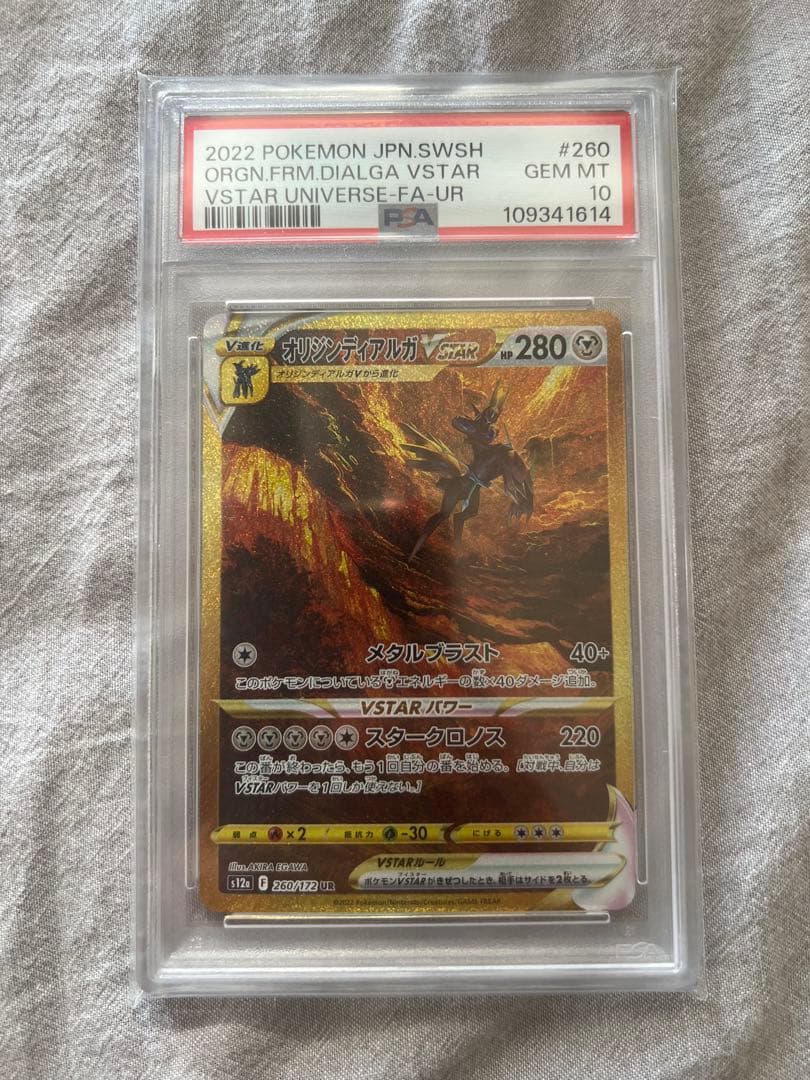 2022 POKEMON JPN.SWSH #260
ORGN.FRM.DIALGA VSTAR GEM MT
VSTAR UNIVERSE-FA-UR 10
PSA 109341614
V進化 オリジンディアルガ VSTAR HP 280
オリジンディアルガVから進化
メタルブラスト 40+
このポケモンについているエネルギーの数×40ダメージ追加。
VSTARパワー
スタークロノス 220
この番が終わったら、もう1回自分の番を始める。[対戦中、自分は
VSTARパワーを1回しか使えない。]
弱点 ×2 抵抗力 -30 にげる
Illus. AKIRA EGAWA
VSTARルール
ポケモンVSTARがきぜつしたとき、相手はサイドを2枚とる。
s12a F 260/172 UR
©2022 Pokémon/Nintendo/Creatures/GAME FREAK